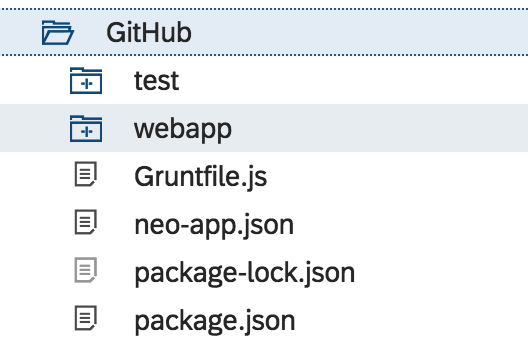 GitHub
test
webapp
Gruntfile.js
neo-app.json
package-lock.json
package.json